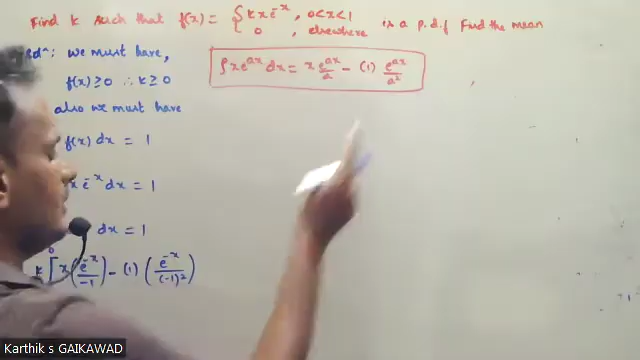 Find k such that f(x) = { k x e^-x , 0<x<1
0 , elsewhere is a p.d.f Find the mean
we must have,
∫ x e^ax dx = x e^ax/a - (1) e^ax/a²
f(x) ≥ 0 ∴ k ≥ 0
also we must have
f(x) dx = 1
x e^-x dx = 1
dx = 1
k [ x ( e^-x/-1 ) - (1) ( e^-x/(-1)² )
Karthik s GAIKAWAD